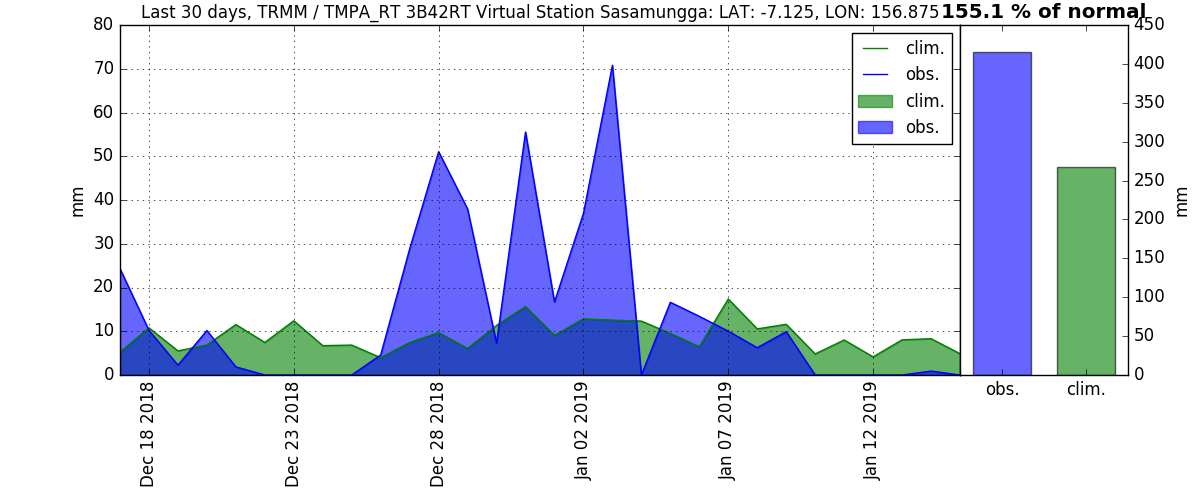 Last 30 days, TRMM / TMPA_RT 3B42RT Virtual Station Sasamungga: LAT: -7.125, LON: 156.875
155.1 % of normal
80
70
60
50
40
30
20
10
0
mm
clim.
obs.
clim.
obs.
Dec 18 2018
Dec 23 2018
Dec 28 2018
Jan 02 2019
Jan 07 2019
Jan 12 2019
450
400
350
300
250
200
150
100
50
0
mm
obs.
clim.